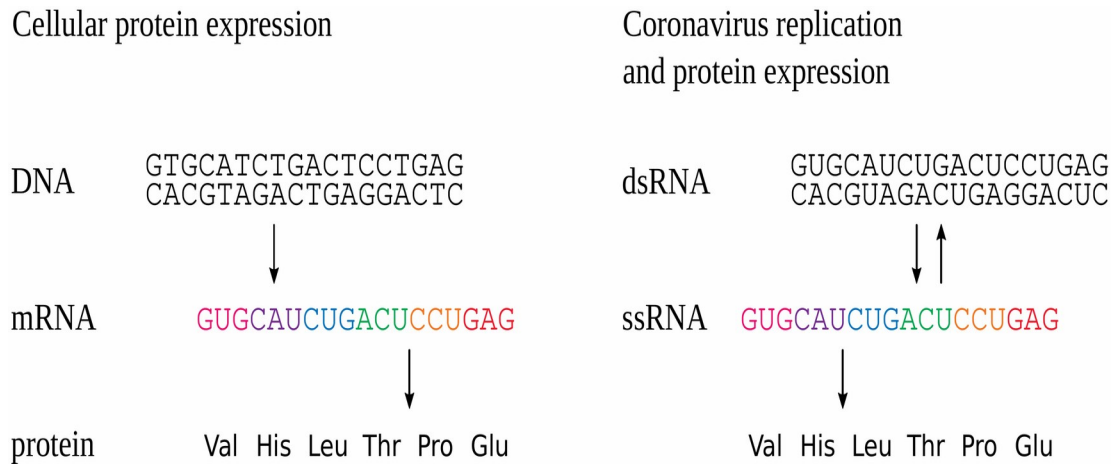 Cellular protein expression
DNA
GTGCATCTGACTCCTGAG
CACGTAGACTGAGGACTC
mRNA
GUGCAUCUGACUCCUGAG
protein
Val His Leu Thr Pro Glu
Coronavirus replication
and protein expression
dsRNA
GUGCAUCUGACUCCUGAG
CACGUAGACUGAGGACUC
ssRNA
GUGCAUCUGACUCCUGAG
Val His Leu Thr Pro Glu